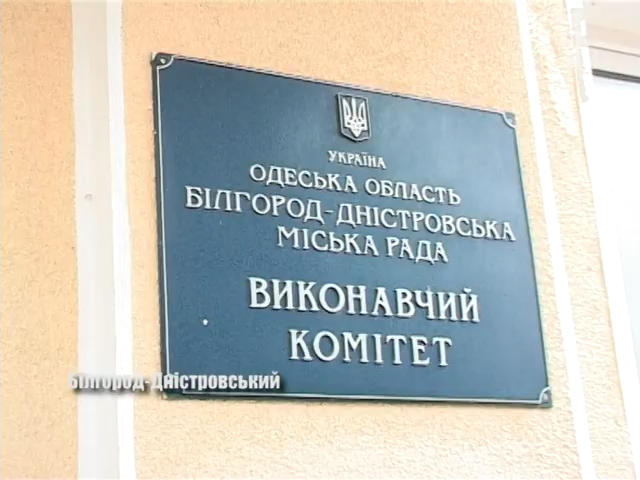 УКРАЇНА
ОДЕСЬКА ОБЛАСТЬ
БІЛГОРОД-ДНІСТРОВСЬКА
МІСЬКА РАДА
ВИКОНАВЧИЙ
КОМІТЕТ
Білгород-Дністровський